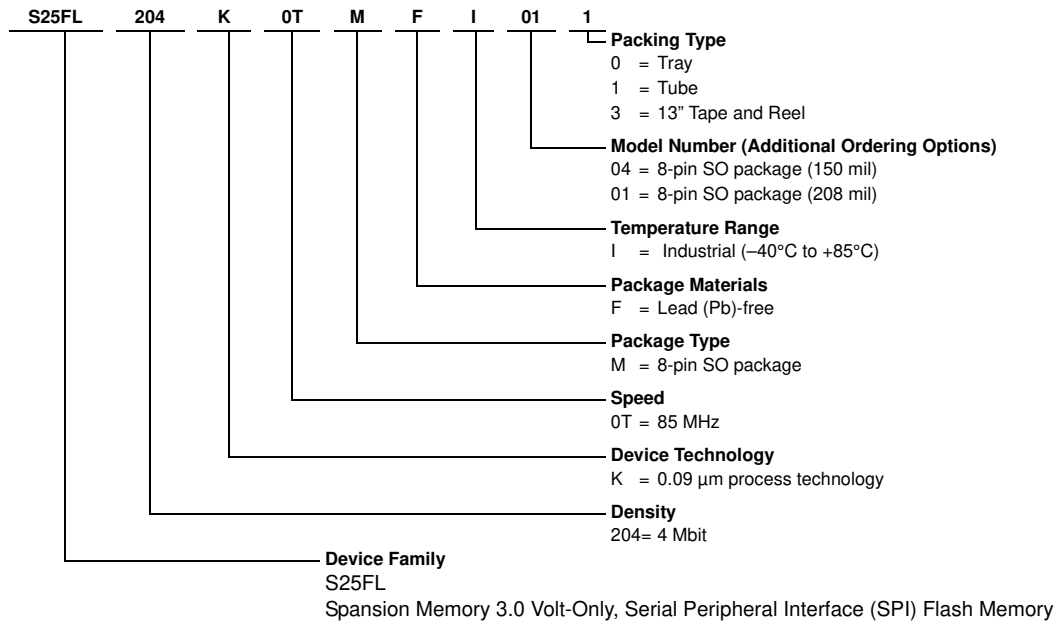 S25FL 204 K 0T M F I 01 1
Packing Type
0 = Tray
1 = Tube
3 = 13” Tape and Reel
Model Number (Additional Ordering Options)
04 = 8-pin SO package (150 mil)
01 = 8-pin SO package (208 mil)
Temperature Range
I = Industrial (–40°C to +85°C)
Package Materials
F = Lead (Pb)-free
Package Type
M = 8-pin SO package
Speed
0T = 85 MHz
Device Technology
K = 0.09 µm process technology
Density
204= 4 Mbit
Device Family
S25FL
Spansion Memory 3.0 Volt-Only, Serial Peripheral Interface (SPI) Flash Memory